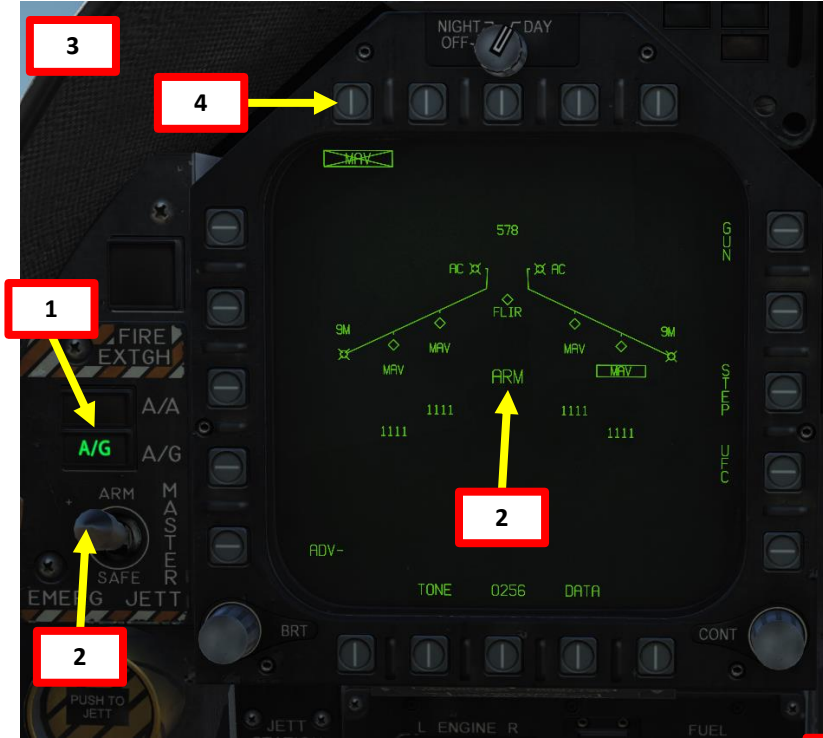 3
NIGHT DAY
OFF
4
MAV
578
GUN
AC AC
1
FLIR
9M 9M
FIRE
EXTGH
MAV MAV
MAV MAV
ARM
STEP
A/A
1111 1111
1111 1111
A/G A/G
UFC
ARM
MASTER
2
SAFE
ADV-
EMERG JETT
TONE 0256 DATA
2
BRT
CONT
PUSH TO
JETT
JETT
L ENGINE R
FUEL